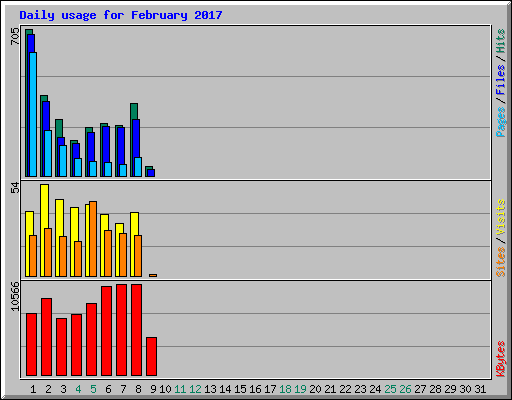 Daily usage for February 2017
705
Pages / Files / Hits
54
Sites / Visits
10566
KBytes
1 2 3 4 5 6 7 8 9 10 11 12 13 14 15 16 17 18 19 20 21 22 23 24 25 26 27 28 29 30 31